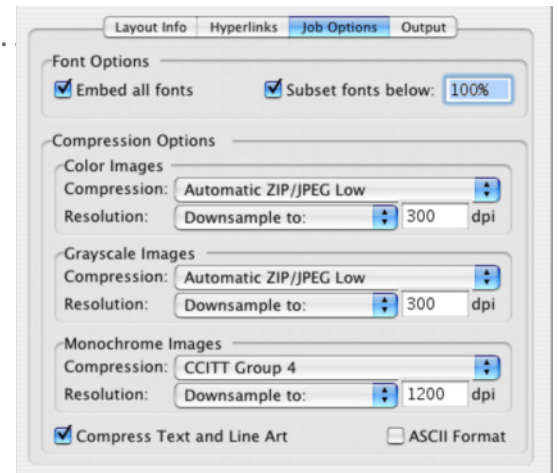 Layout Info Hyperlinks Job Options Output
Font Options
Embed all fonts Subset fonts below: 100%
Compression Options
Color Images
Compression: Automatic ZIP/JPEG Low
Resolution: Downsample to: 300 dpi
Grayscale Images
Compression: Automatic ZIP/JPEG Low
Resolution: Downsample to: 300 dpi
Monochrome Images
Compression: CCITT Group 4
Resolution: Downsample to: 1200 dpi
Compress Text and Line Art ASCII Format